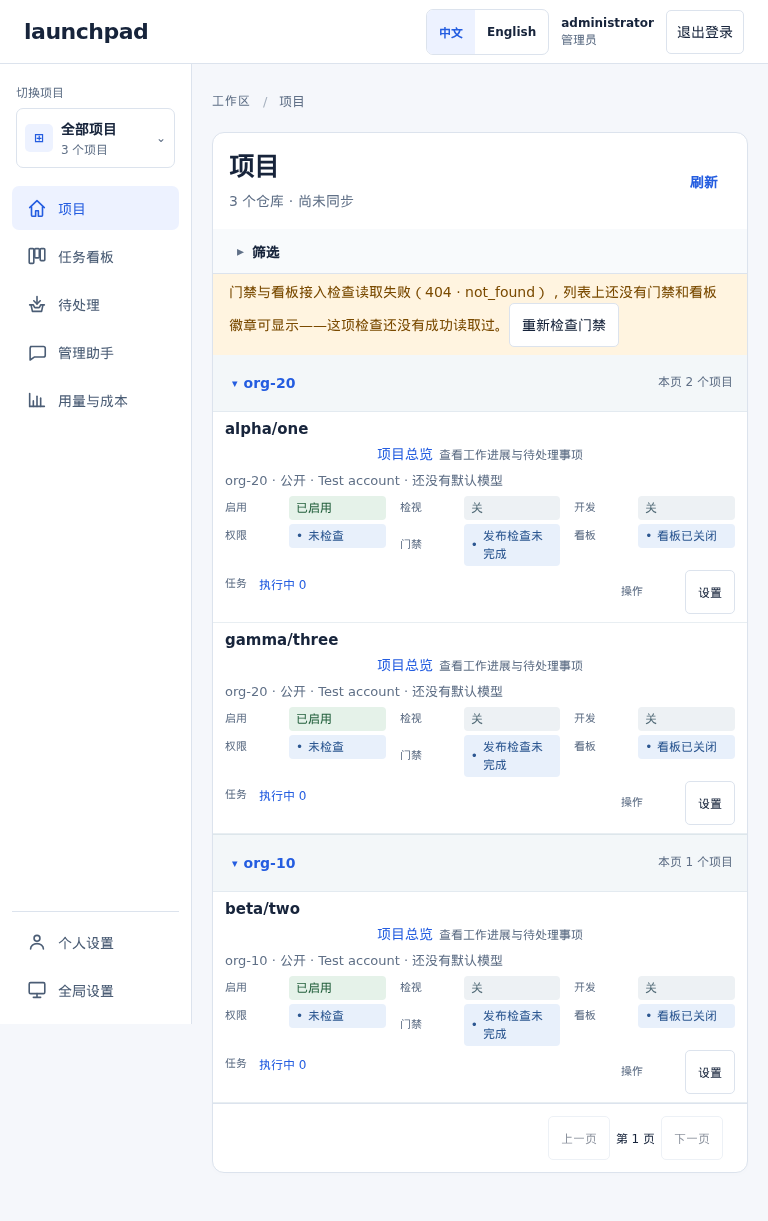 launchpad
中文 English administrator 管理员 退出登录
切换项目
全部项目
3 个项目
项目
任务看板
待处理
管理助手
用量与成本
个人设置
全局设置
工作区 / 项目
项目
3 个仓库 · 尚未同步
刷新
▸ 筛选
门禁与看板接入检查读取失败(404 · not_found),列表上还没有门禁和看板
徽章可显示——这项检查还没有成功读取过。 重新检查门禁
▾ org-20 本页 2 个项目
alpha/one
项目总览 查看工作进展与待处理事项
org-20 · 公开 · Test account · 还没有默认模型
启用 已启用 检视 关 开发 关
权限 • 未检查 门禁 • 发布检查未完成 看板 • 看板已关闭
任务 执行中 0 操作 设置
gamma/three
项目总览 查看工作进展与待处理事项
org-20 · 公开 · Test account · 还没有默认模型
启用 已启用 检视 关 开发 关
权限 • 未检查 门禁 • 发布检查未完成 看板 • 看板已关闭
任务 执行中 0 操作 设置
▾ org-10 本页 1 个项目
beta/two
项目总览 查看工作进展与待处理事项
org-10 · 公开 · Test account · 还没有默认模型
启用 已启用 检视 关 开发 关
权限 • 未检查 门禁 • 发布检查未完成 看板 • 看板已关闭
任务 执行中 0 操作 设置
上一页 第 1 页 下一页